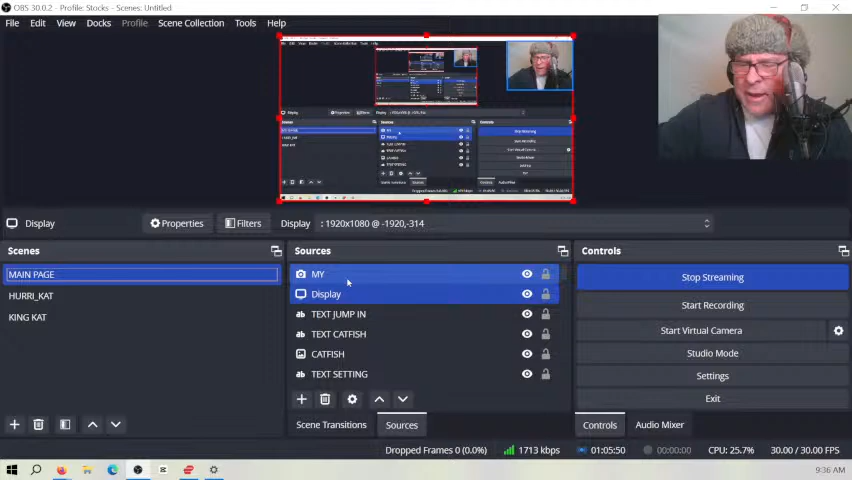 OBS 30.0.2 - Profile: Stocks - Scenes: Untitled
File Edit View Docks Profile Scene Collection Tools Help
Display Properties Filters Display : 1920x1080 @ -1920,-314
Scenes Sources Controls
MAIN PAGE MY Stop Streaming
Display
HURRI_KAT Start Recording
KING KAT TEXT JUMP IN
TEXT CATFISH Start Virtual Camera
CATFISH Studio Mode
TEXT SETTING Settings
Exit
Scene Transitions Sources Controls Audio Mixer
Dropped Frames 0 (0.0%) 1713 kbps 01:05:50 00:00:00 CPU: 25.7% 30.00 / 30.00 FPS
9:36 AM